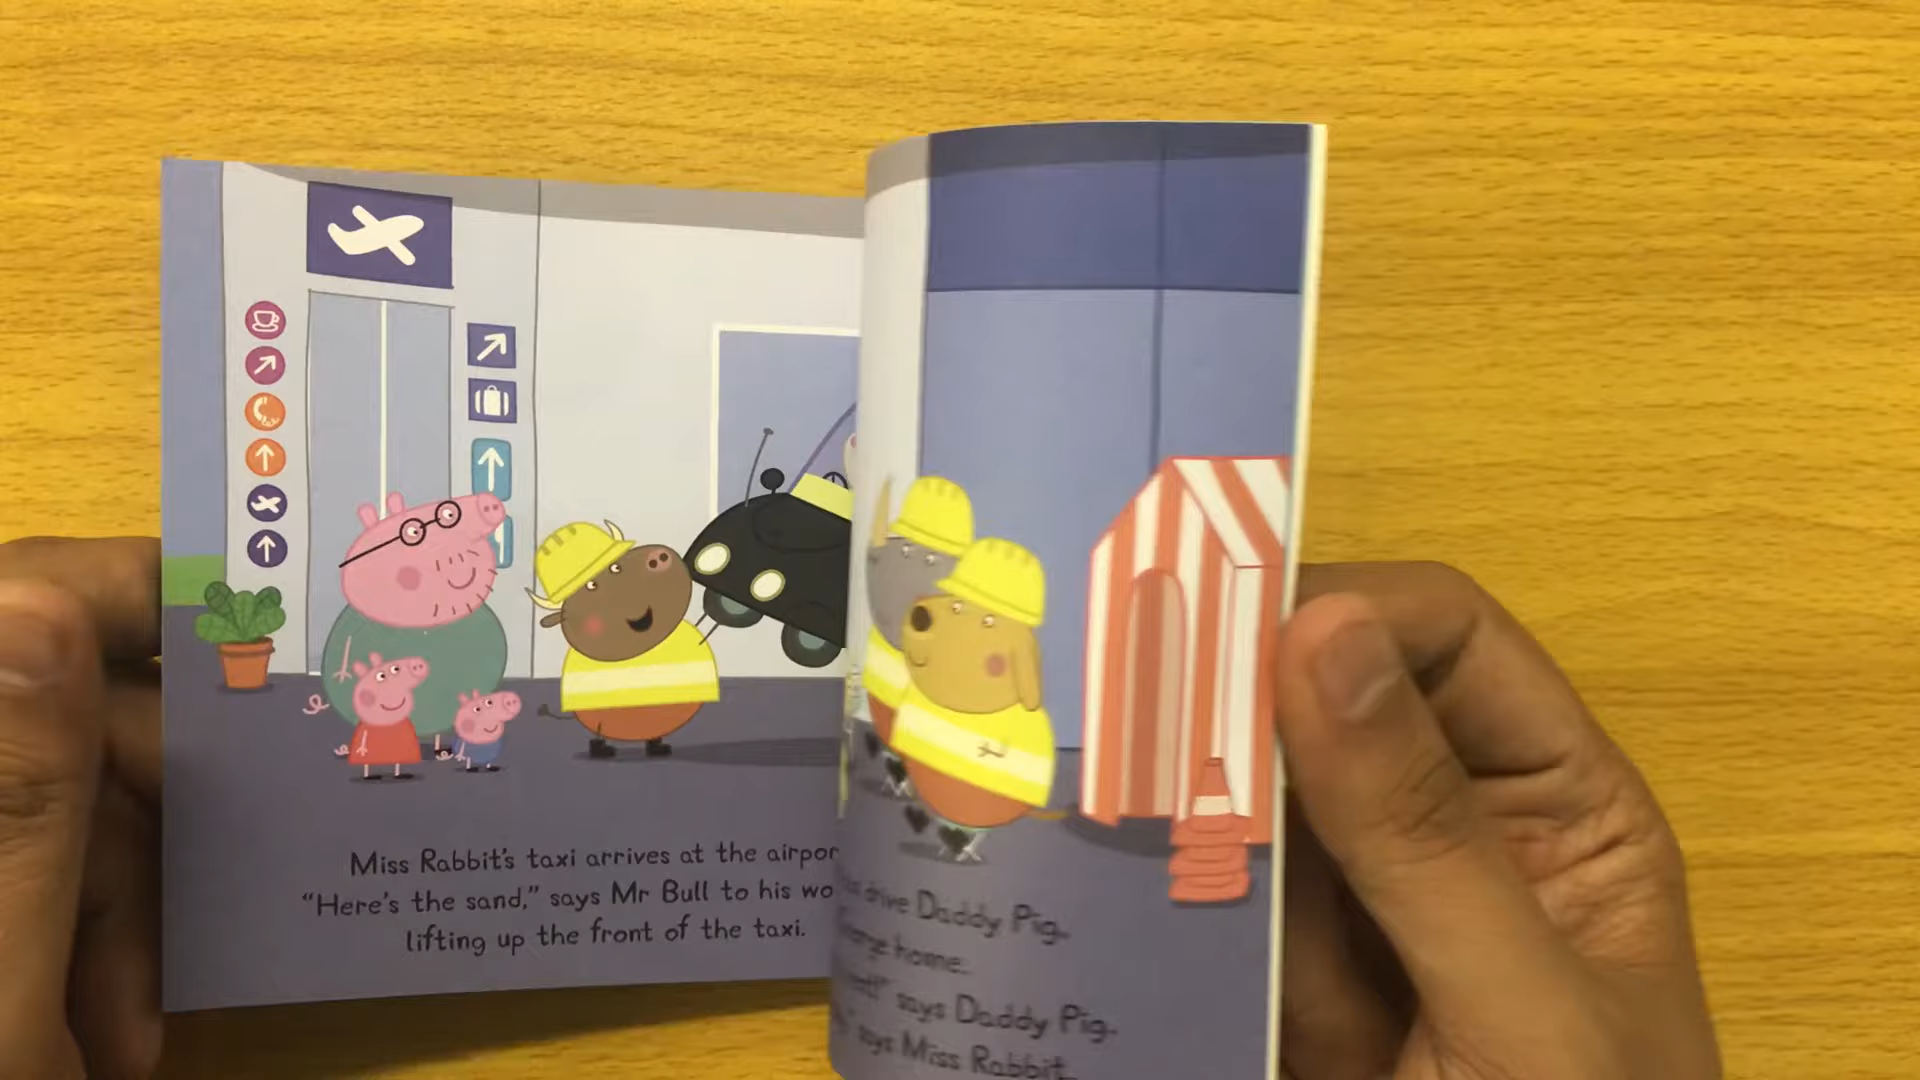 Miss Rabbit's taxi arrives at the airpor
"Here's the sand," says Mr Bull to his wo
lifting up the front of the taxi.
drive Daddy Pig,
home.
says Daddy Pig.
says Miss Rabbit.